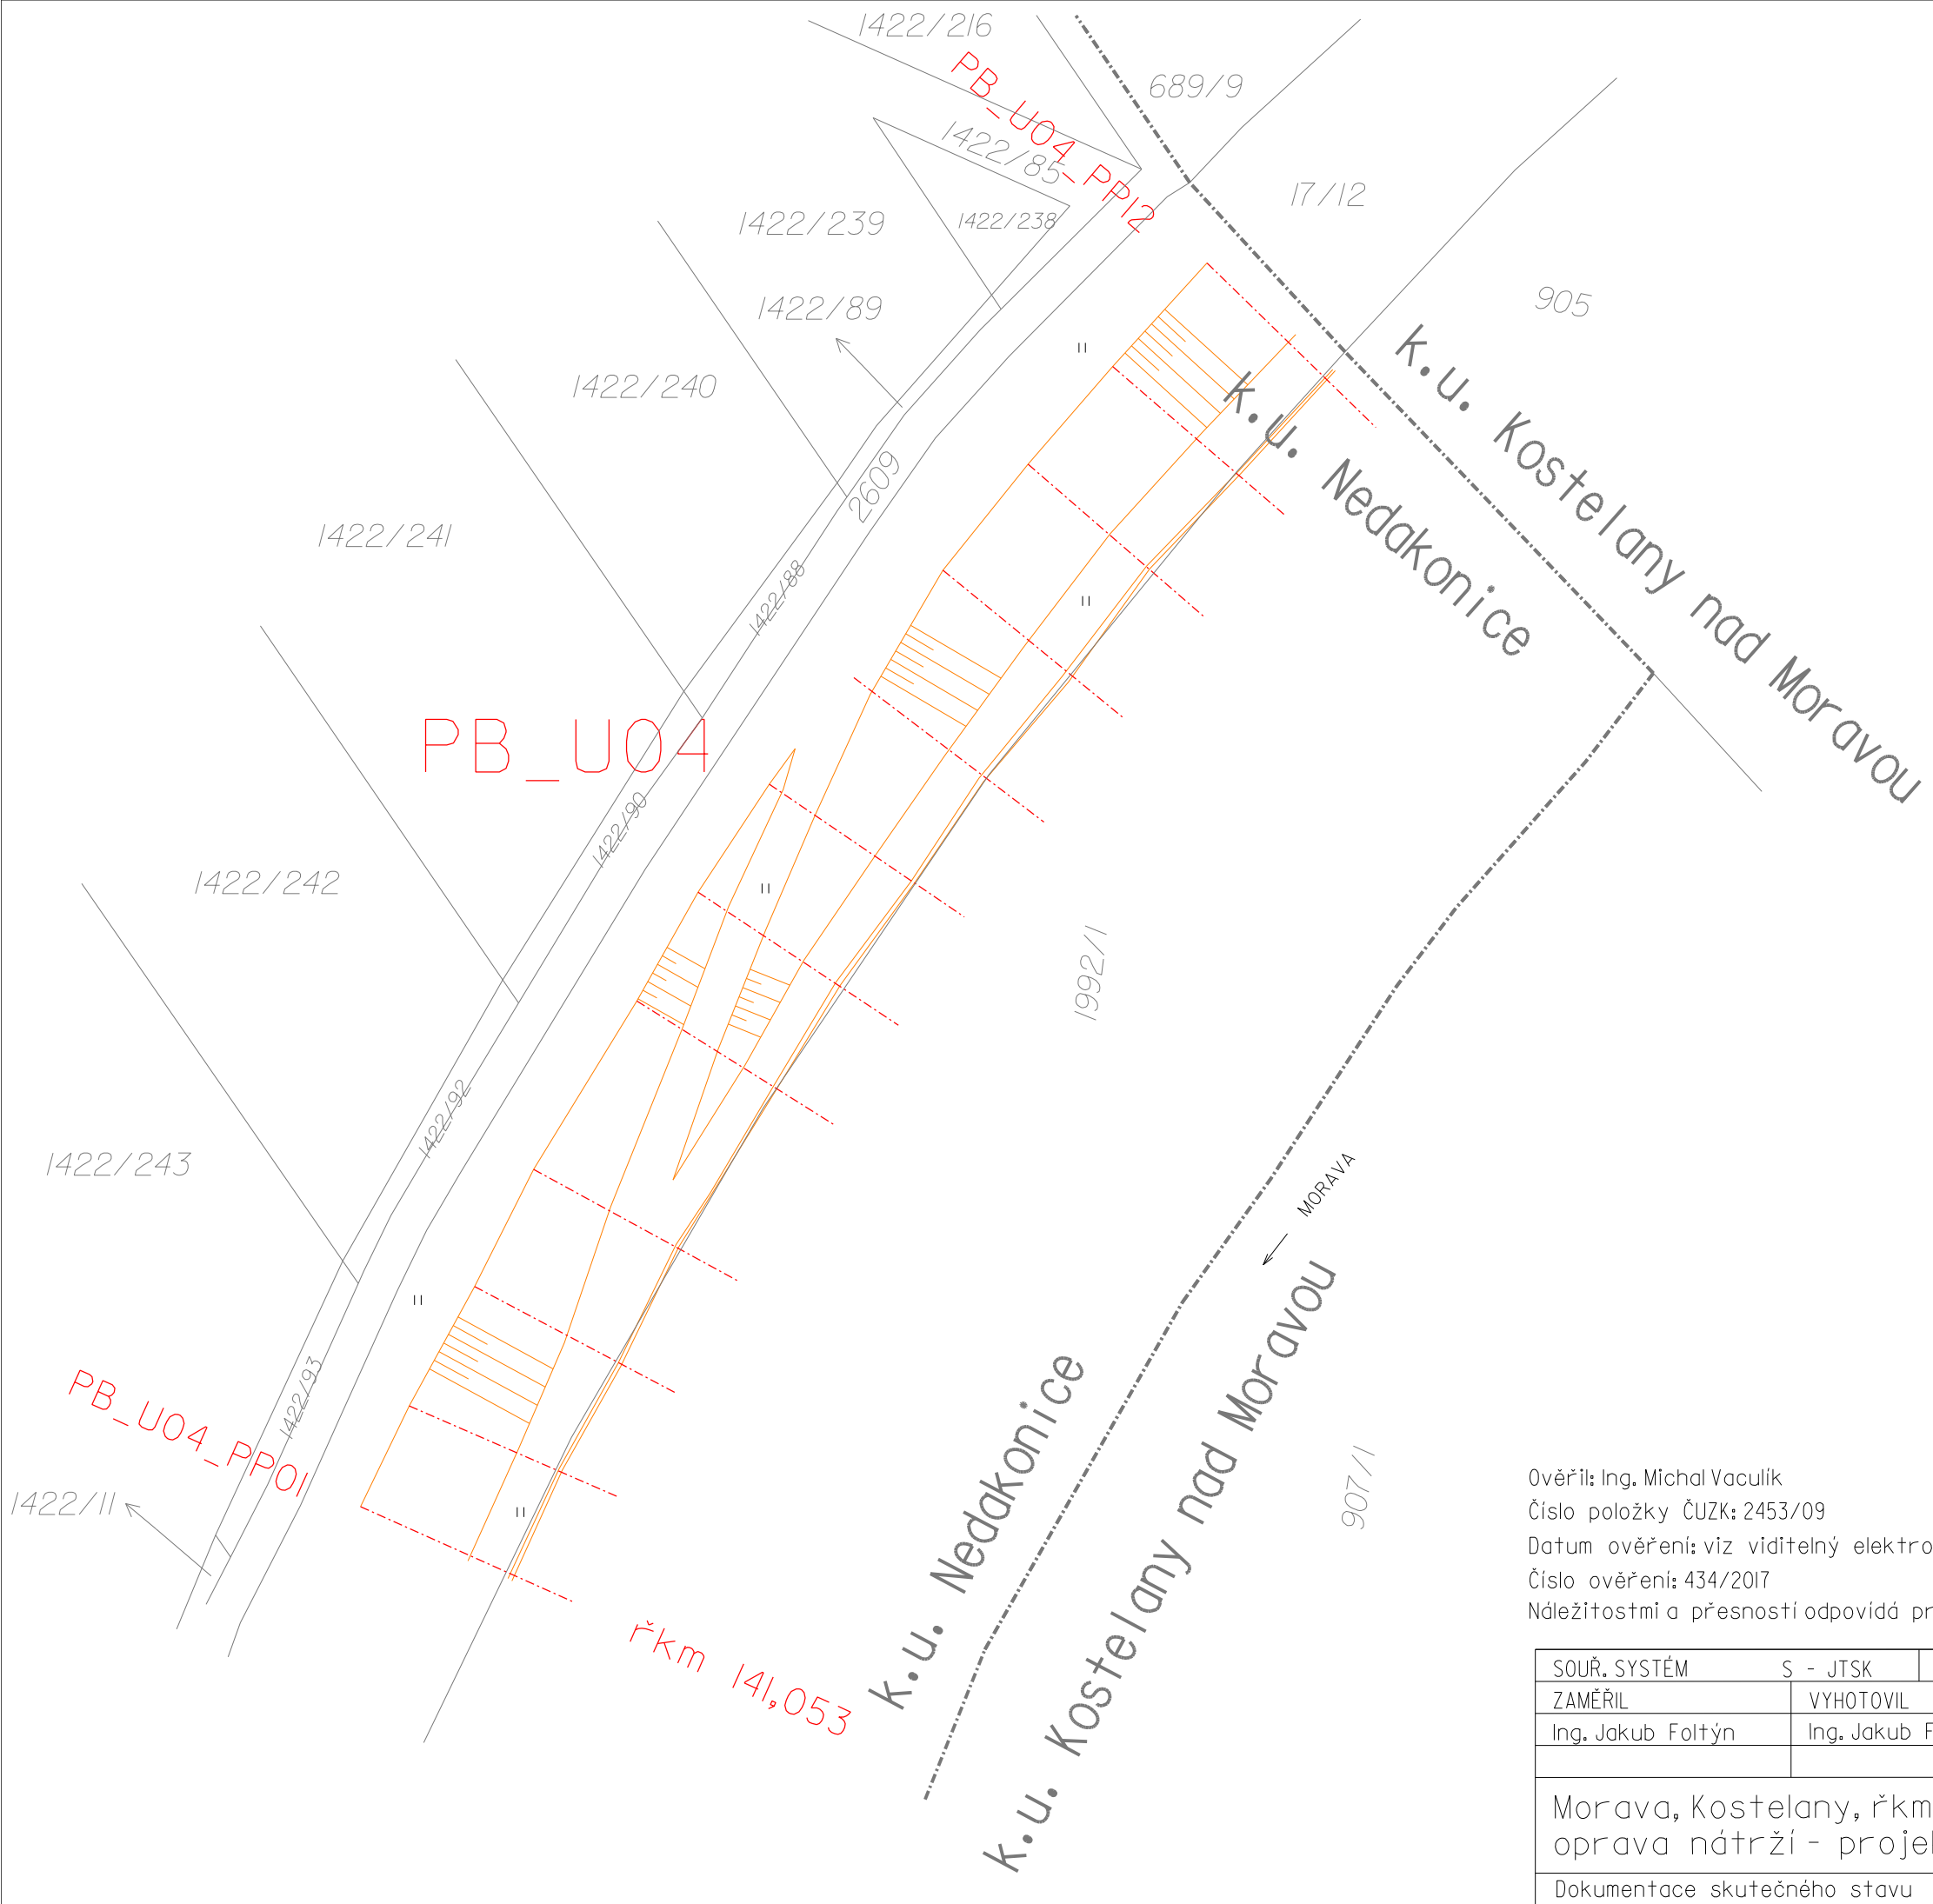 1422/216
689/9
PB_U04_PP12
1422/85
17/12
1422/239
1422/238
905
1422/89
k.u. Kostelany nad Moravou
k.u. Nedakonice
1422/240
2609
1422/241
1422/88
PB_U04
1422/90
1422/242
1992/1
1422/92
1422/243
MORAVA
PB_U04_PP01
1422/93
1422/11
k.u. Nedakonice
k.u. Kostelany nad Moravou
907/1
řkm 141,053
Ověřil: Ing. Michal Vaculík
Číslo položky ČUZK: 2453/09
Datum ověření: viz viditelný elektro
Číslo ověření: 434/2017
Náležitostmi a přesností odpovídá pr
SOUŘ. SYSTÉM S - JTSK
ZAMĚŘIL VYHOTOVIL
Ing. Jakub Foltýn Ing. Jakub F
Morava, Kostelany, řkm
oprava nátrží - projek
Dokumentace skutečného stavu